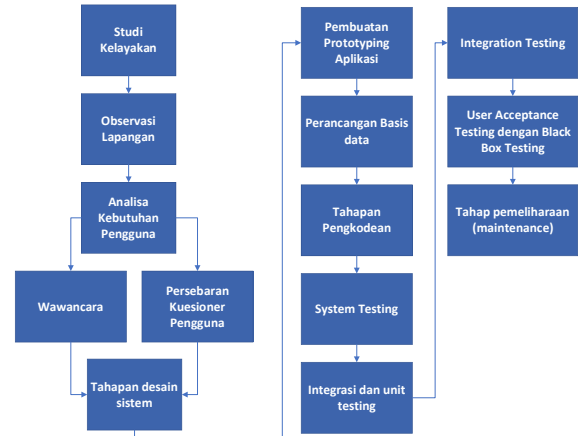 Studi
Kelayakan
Observasi
Lapangan
Analisa
Kebutuhan
Pengguna
Wawancara
Persebaran
Kuesioner
Pengguna
Tahapan desain
sistem
Pembuatan
Prototyping
Aplikasi
Perancangan Basis
data
Tahapan
Pengkodean
System Testing
Integrasi dan unit
testing
Integration Testing
User Acceptance
Testing dengan Black
Box Testing
Tahap pemeliharaan
(maintenance)